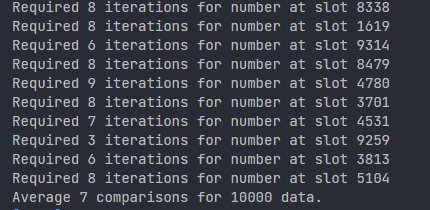 Required 8 iterations for number at slot 8338
Required 8 iterations for number at slot 1619
Required 6 iterations for number at slot 9314
Required 8 iterations for number at slot 8479
Required 9 iterations for number at slot 4780
Required 8 iterations for number at slot 3701
Required 7 iterations for number at slot 4531
Required 3 iterations for number at slot 9259
Required 6 iterations for number at slot 3813
Required 8 iterations for number at slot 5104
Average 7 comparisons for 10000 data.